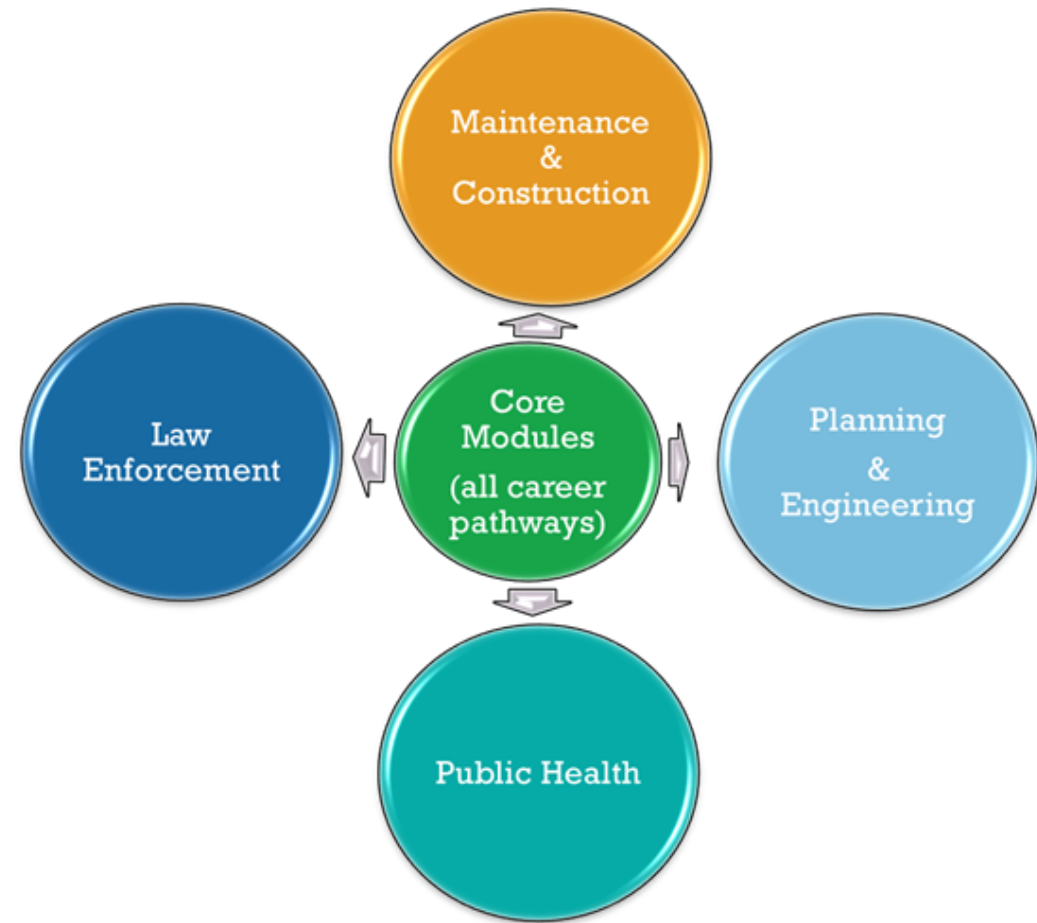 Maintenance
&
Construction
Law
Enforcement
Core
Modules
(all career
pathways)
Planning
&
Engineering
Public Health